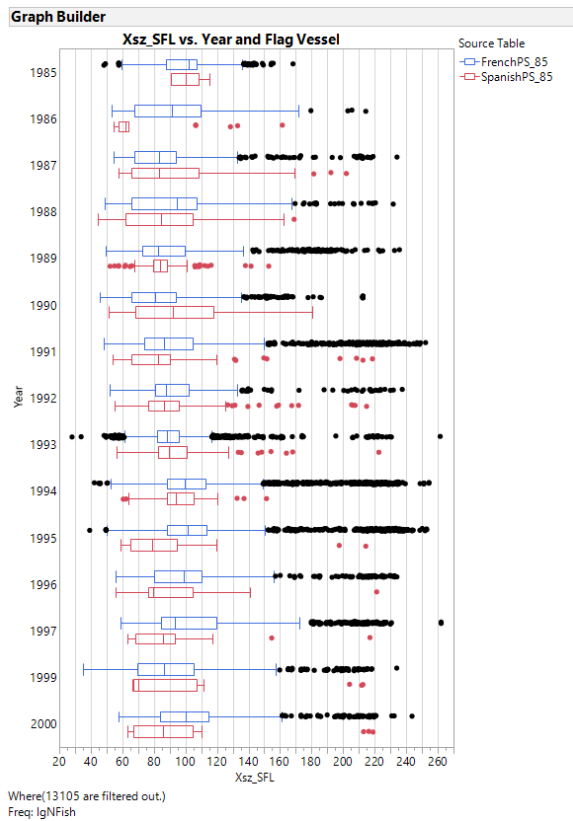 Graph Builder
Xsz_SFL vs. Year and Flag Vessel
Source Table
FrenchPS_85
SpanishPS_85
Year
1985
1986
1987
1988
1989
1990
1991
1992
1993
1994
1995
1996
1997
1999
2000
20 40 60 80 100 120 140 160 180 200 220 240 260
Xsz_SFL
Where(13105 are filtered out.)
Freq: lgNFish